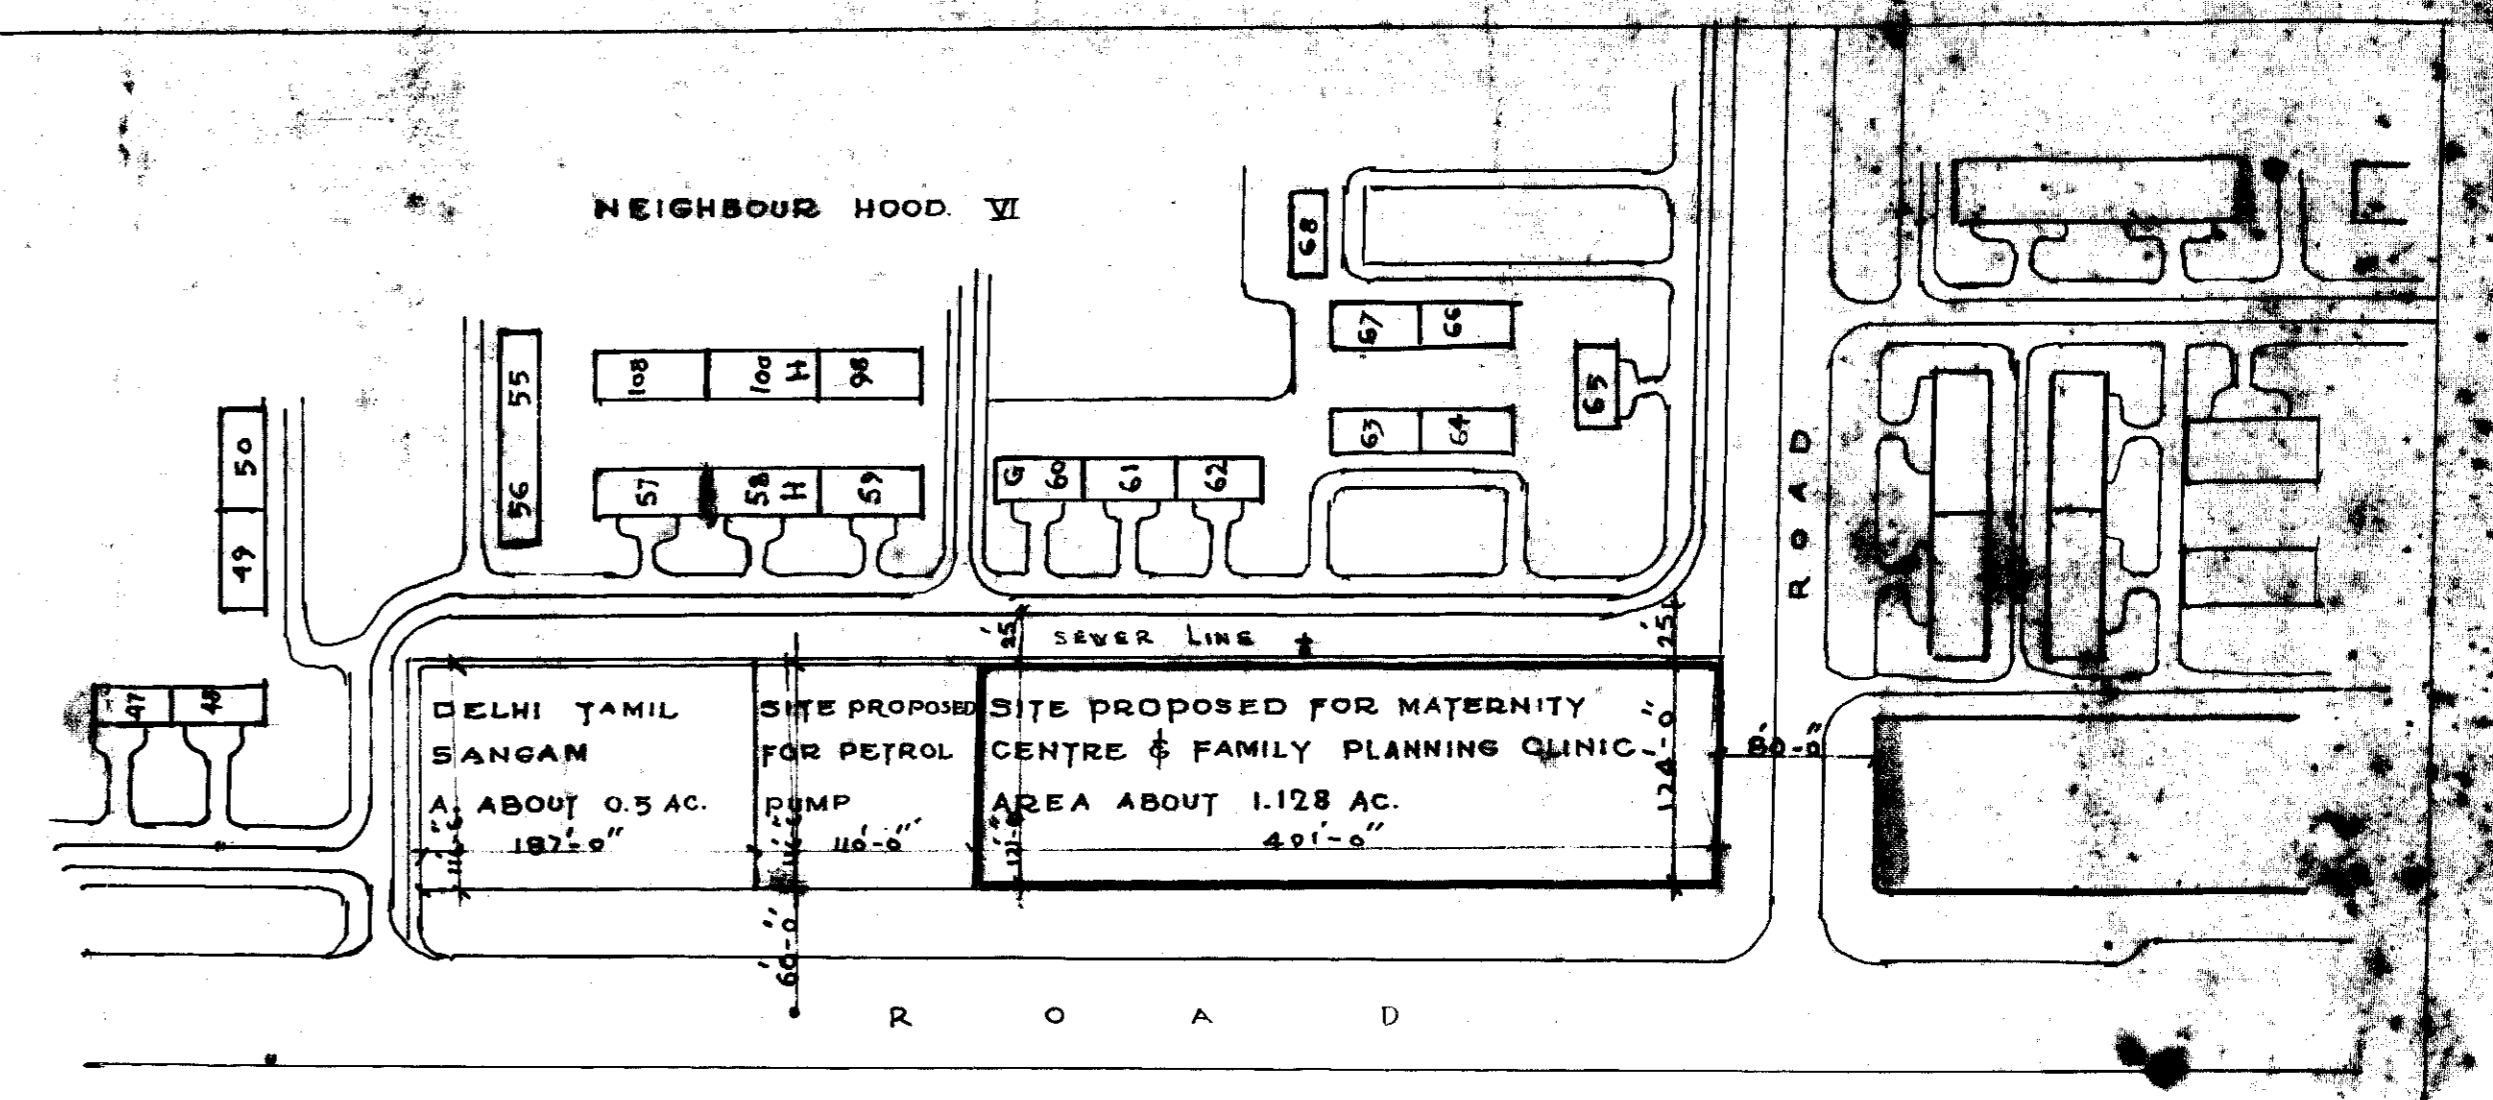 NEIGHBOUR HOOD. VI
68
67 66
65
63 64
55
56
108 100 H 98
50
49
57 58 H 59
G 60 61 62
ROAD
25'
SEWER LINE
25'
47 48
DELHI TAMIL
SANGAM
A. ABOUT 0.5 AC.
187'-0"
SITE PROPOSED
FOR PETROL
PUMP
110'-0"
SITE PROPOSED FOR MATERNITY
CENTRE & FAMILY PLANNING CLINIC-
AREA ABOUT 1.128 AC.
401'-0"
124'-0"
80'-0"
60'-0"
ROAD